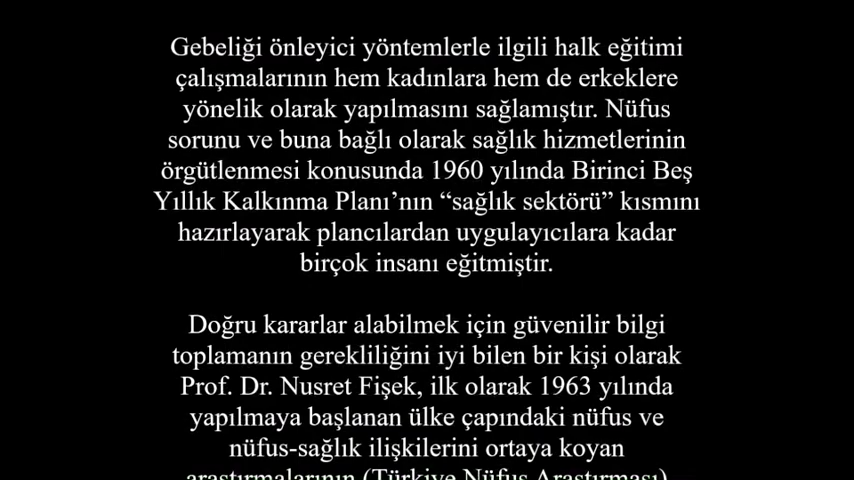 Gebeliği önleyici yöntemlerle ilgili halk eğitimi
çalışmalarının hem kadınlara hem de erkeklere
yönelik olarak yapılmasını sağlamıştır. Nüfus
sorunu ve buna bağlı olarak sağlık hizmetlerinin
örgütlenmesi konusunda 1960 yılında Birinci Beş
Yıllık Kalkınma Planı’nın “sağlık sektörü” kısmını
hazırlayarak plancılardan uygulayıcılara kadar
birçok insanı eğitmiştir.
Doğru kararlar alabilmek için güvenilir bilgi
toplamanın gerekliliğini iyi bilen bir kişi olarak
Prof. Dr. Nusret Fişek, ilk olarak 1963 yılında
yapılmaya başlanan ülke çapındaki nüfus ve
nüfus-sağlık ilişkilerini ortaya koyan
araştırmalarının (Türkiye Nüfus Araştırması)